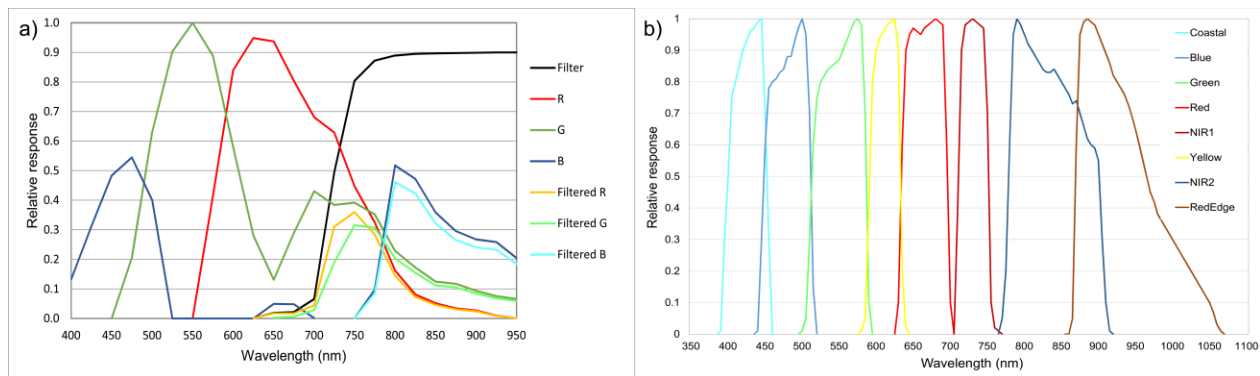 a)
Relative response
1.0
0.9
0.8
0.7
0.6
0.5
0.4
0.3
0.2
0.1
0.0
400 450 500 525 600 650 700 750 800 850 900 950
Wavelength (nm)
Filter
R
G
B
Filtered R
Filtered G
Filtered B
b)
Relative response
1
0.9
0.8
0.7
0.6
0.5
0.4
0.3
0.2
0.1
0
350 400 450 500 550 600 650 700 750 800 850 900 950 1000 1050 1100
Wavelength (nm)
Coastal
Blue
Green
Red
NIR1
Yellow
NIR2
RedEdge